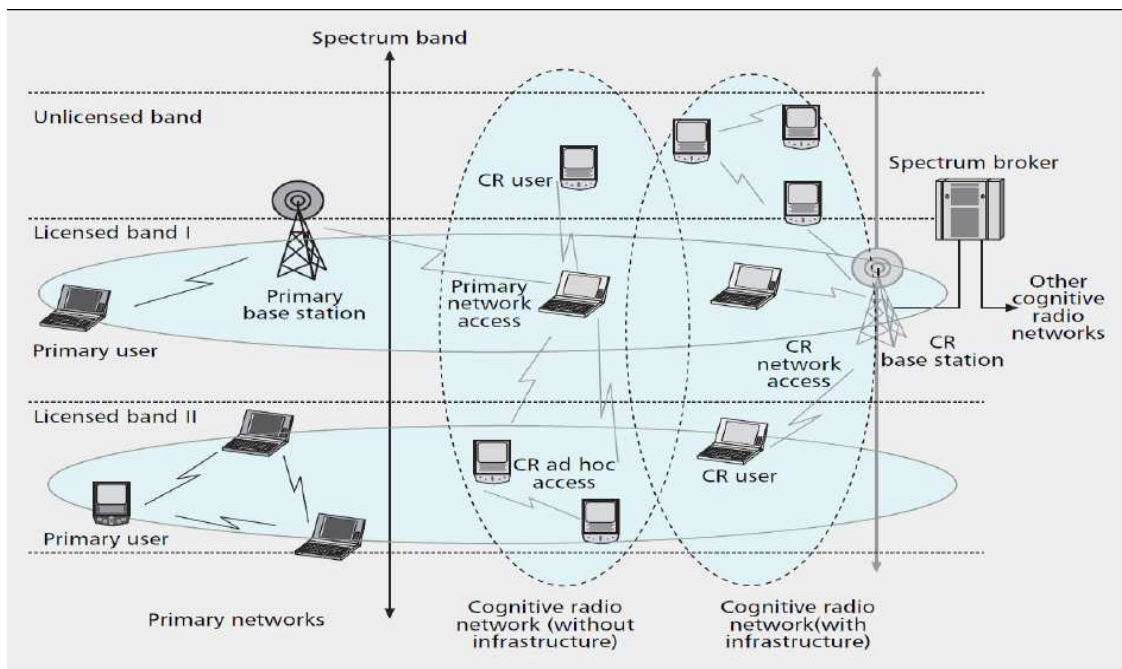 Spectrum band
Unlicensed band
CR user
Spectrum broker
Licensed band I
Primary
base station
Primary
network
access
Other
cognitive
radio
networks
Primary user
CR
network
access
CR
base station
Licensed band II
CR ad hoc
access
CR user
Primary user
Primary networks
Cognitive radio
network (without
infrastructure)
Cognitive radio
network(with
infrastructure)